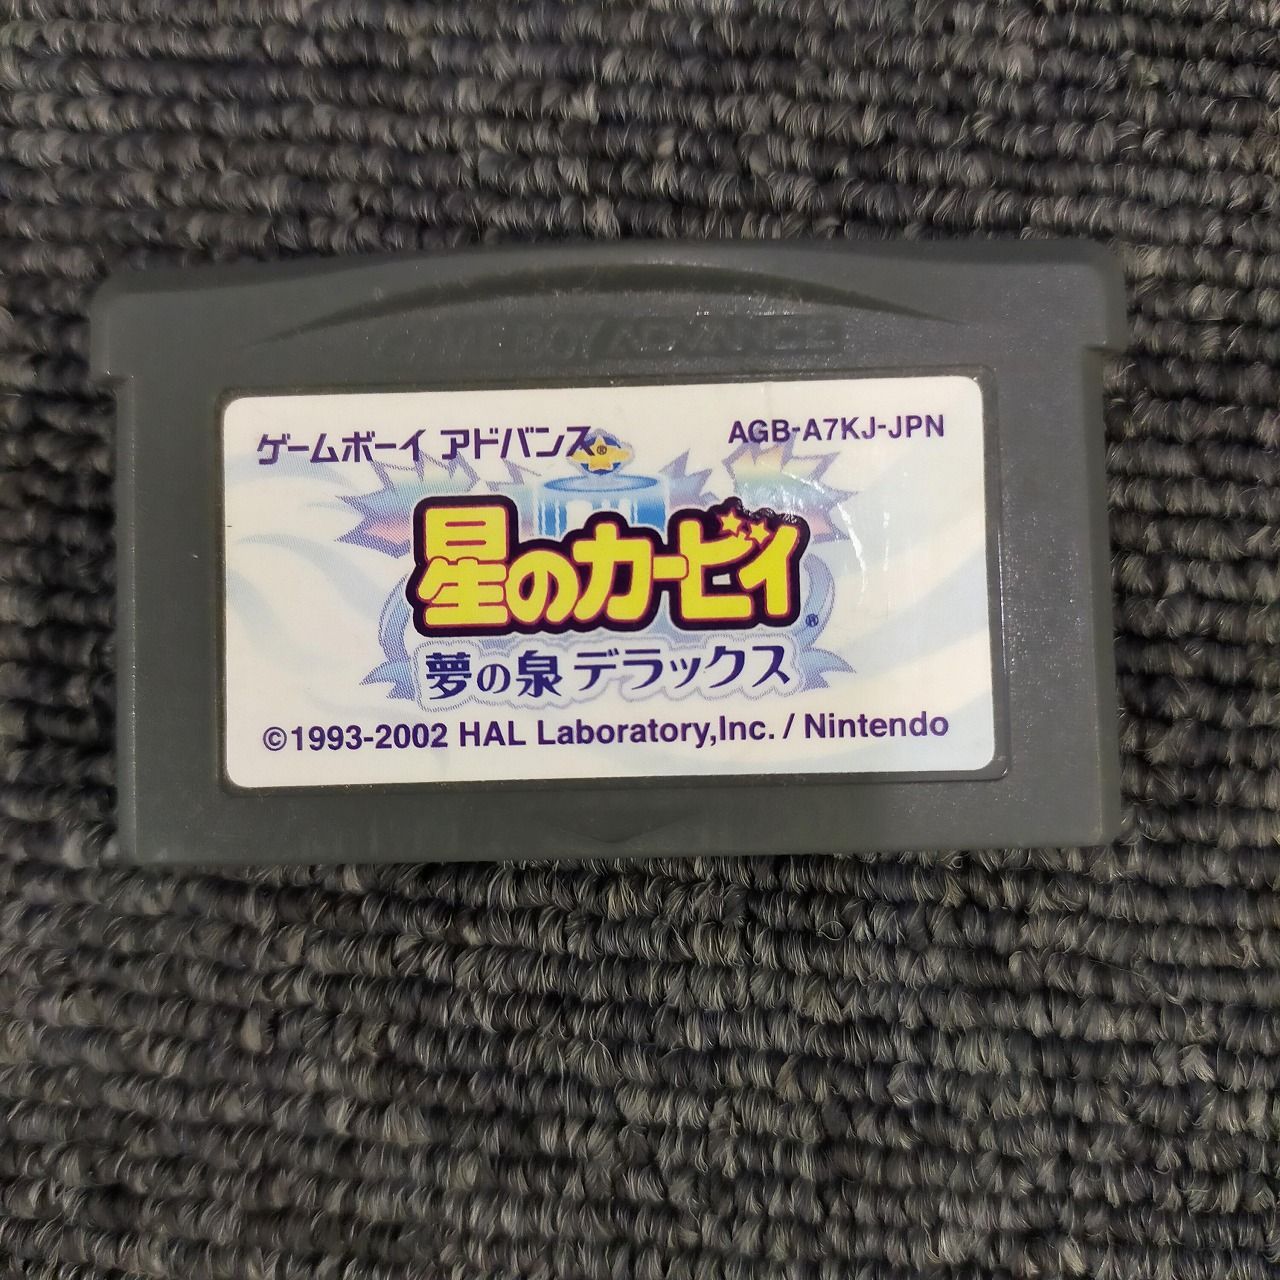 GAME BOY ADVANCE
ゲームボーイ アドバンス® AGB-A7KJ-JPN
星のカービィ®
夢の泉デラックス
©1993-2002 HAL Laboratory,Inc. / Nintendo